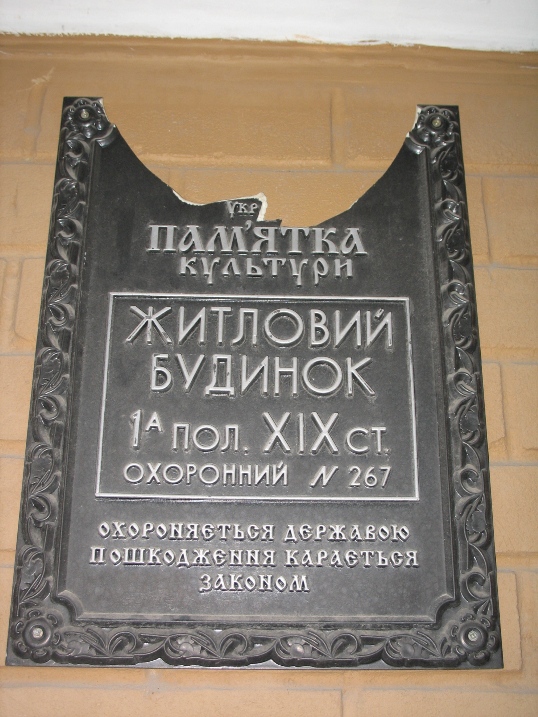 УКР
ПАМ'ЯТКА
КУЛЬТУРИ
ЖИТЛОВИЙ
БУДИНОК
1А ПОЛ. XIX СТ.
ОХОРОННИЙ N 267
ОХОРОНЯЄТЬСЯ ДЕРЖАВОЮ
ПОШКОДЖЕННЯ КАРАЄТЬСЯ
ЗАКОНОМ